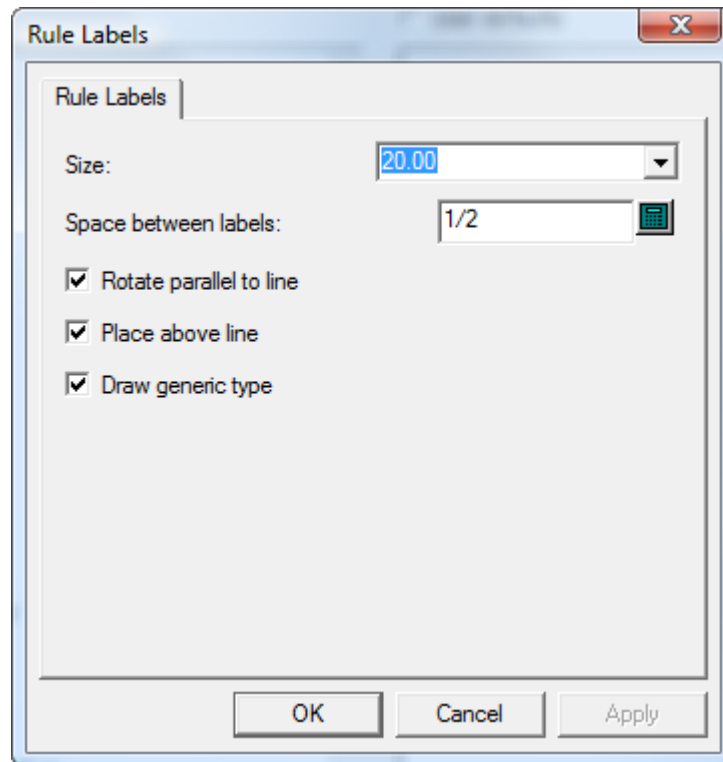 Rule Labels
Rule Labels
Size: 20.00
Space between labels: 1/2
Rotate parallel to line
Place above line
Draw generic type
OK Cancel Apply